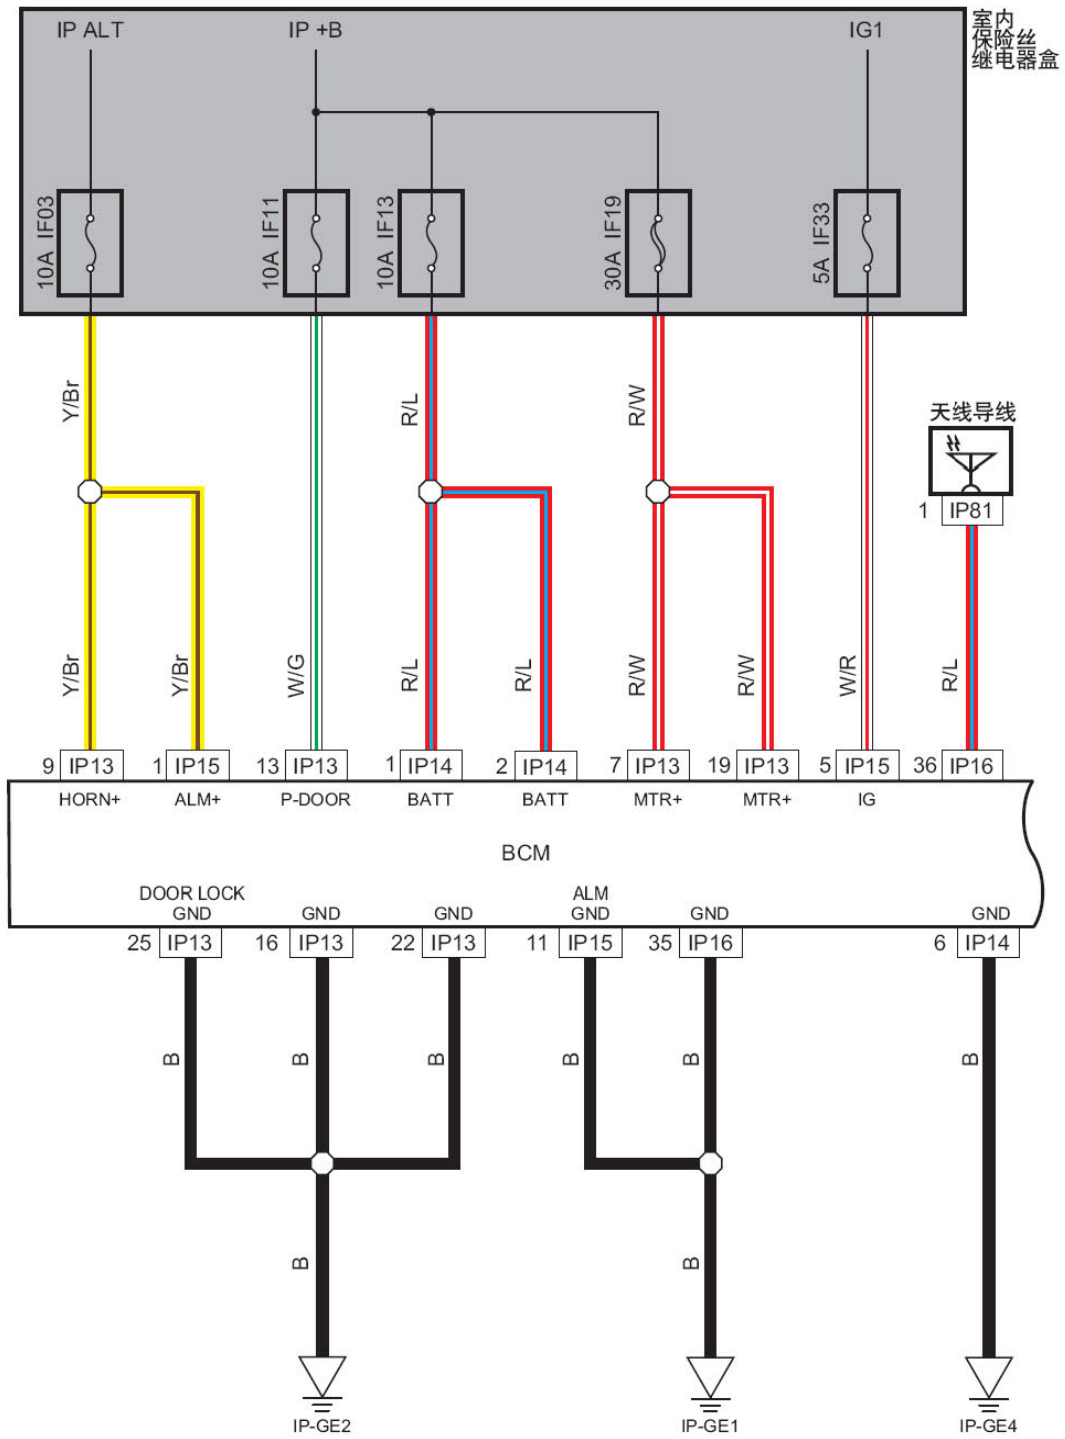 IP ALT
IP +B
IG1
室内
保险丝
继电器盒
10A IF03
10A IF11
10A IF13
30A IF19
5A IF33
Y/Br
R/L
R/W
天线导线
1 IP81
Y/Br
Y/Br
W/G
R/L
R/L
R/W
R/W
W/R
R/L
9 IP13
1 IP15
13 IP13
1 IP14
2 IP14
7 IP13
19 IP13
5 IP15
36 IP16
HORN+
ALM+
P-DOOR
BATT
BATT
MTR+
MTR+
IG
BCM
DOOR LOCK
GND
GND
GND
ALM
GND
GND
GND
25 IP13
16 IP13
22 IP13
11 IP15
35 IP16
6 IP14
B
B
B
B
B
B
B
B
IP-GE2
IP-GE1
IP-GE4